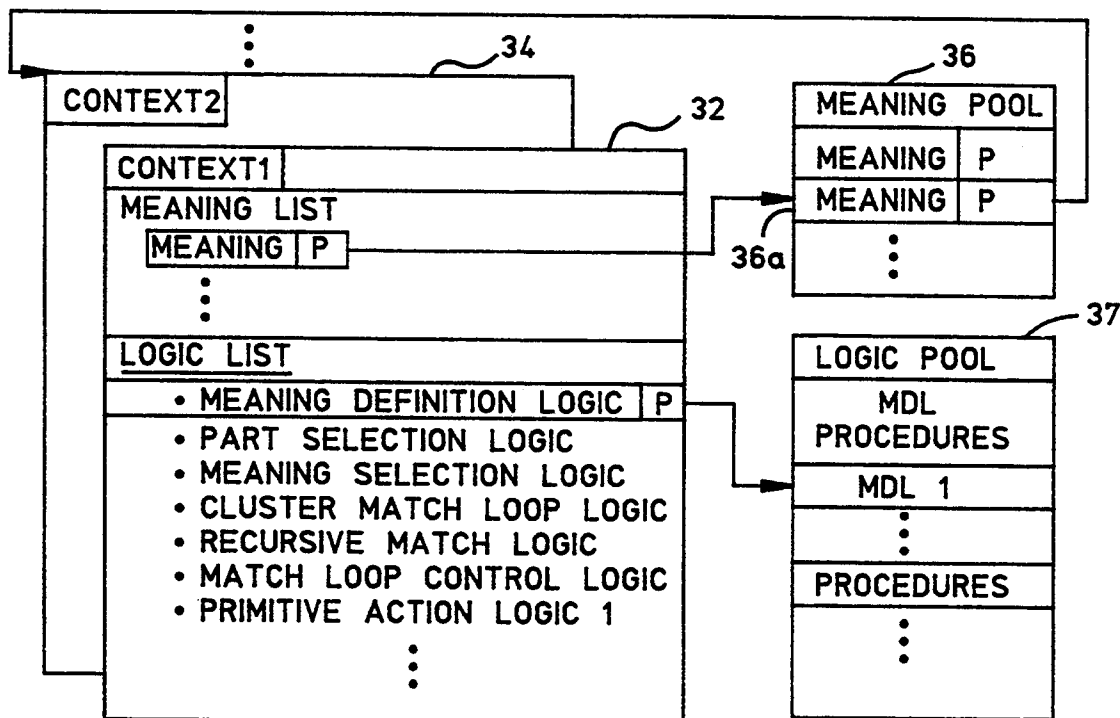 34
CONTEXT2
32
CONTEXT1
MEANING LIST
MEANING P
LOGIC LIST
• MEANING DEFINITION LOGIC P
• PART SELECTION LOGIC
• MEANING SELECTION LOGIC
• CLUSTER MATCH LOOP LOGIC
• RECURSIVE MATCH LOGIC
• MATCH LOOP CONTROL LOGIC
• PRIMITIVE ACTION LOGIC 1
36
MEANING POOL
MEANING P
MEANING P
36a
37
LOGIC POOL
MDL
PROCEDURES
MDL 1
PROCEDURES